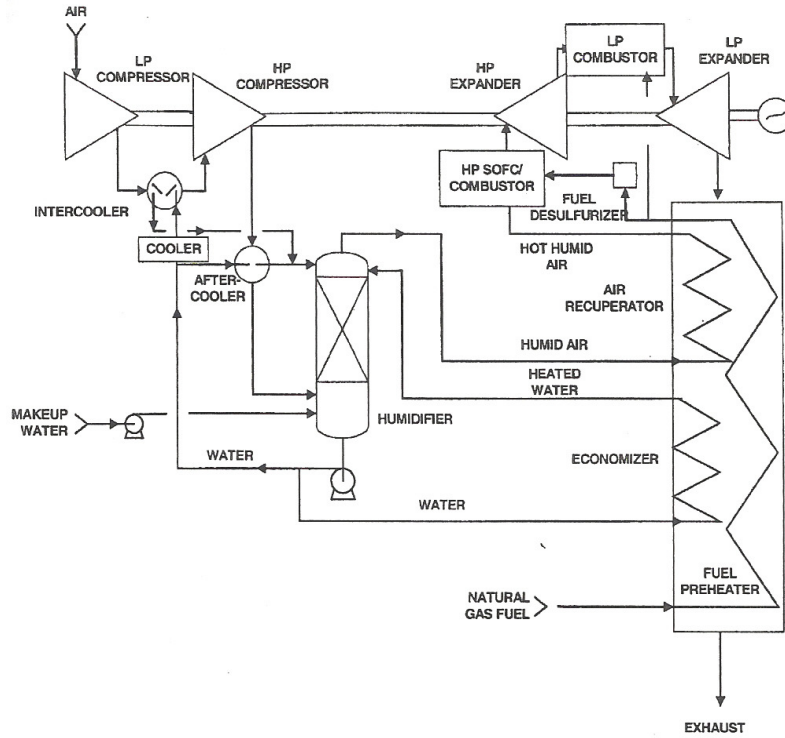 AIR
LP
COMPRESSOR
HP
COMPRESSOR
HP
EXPANDER
LP
COMBUSTOR
LP
EXPANDER
HP SOFC/
COMBUSTOR
FUEL
DESULFURIZER
INTERCOOLER
COOLER
AFTER-
COOLER
HOT HUMID
AIR
AIR
RECUPERATOR
HUMID AIR
HEATED
WATER
MAKEUP
WATER
HUMIDIFIER
WATER
ECONOMIZER
WATER
FUEL
PREHEATER
NATURAL
GAS FUEL
EXHAUST